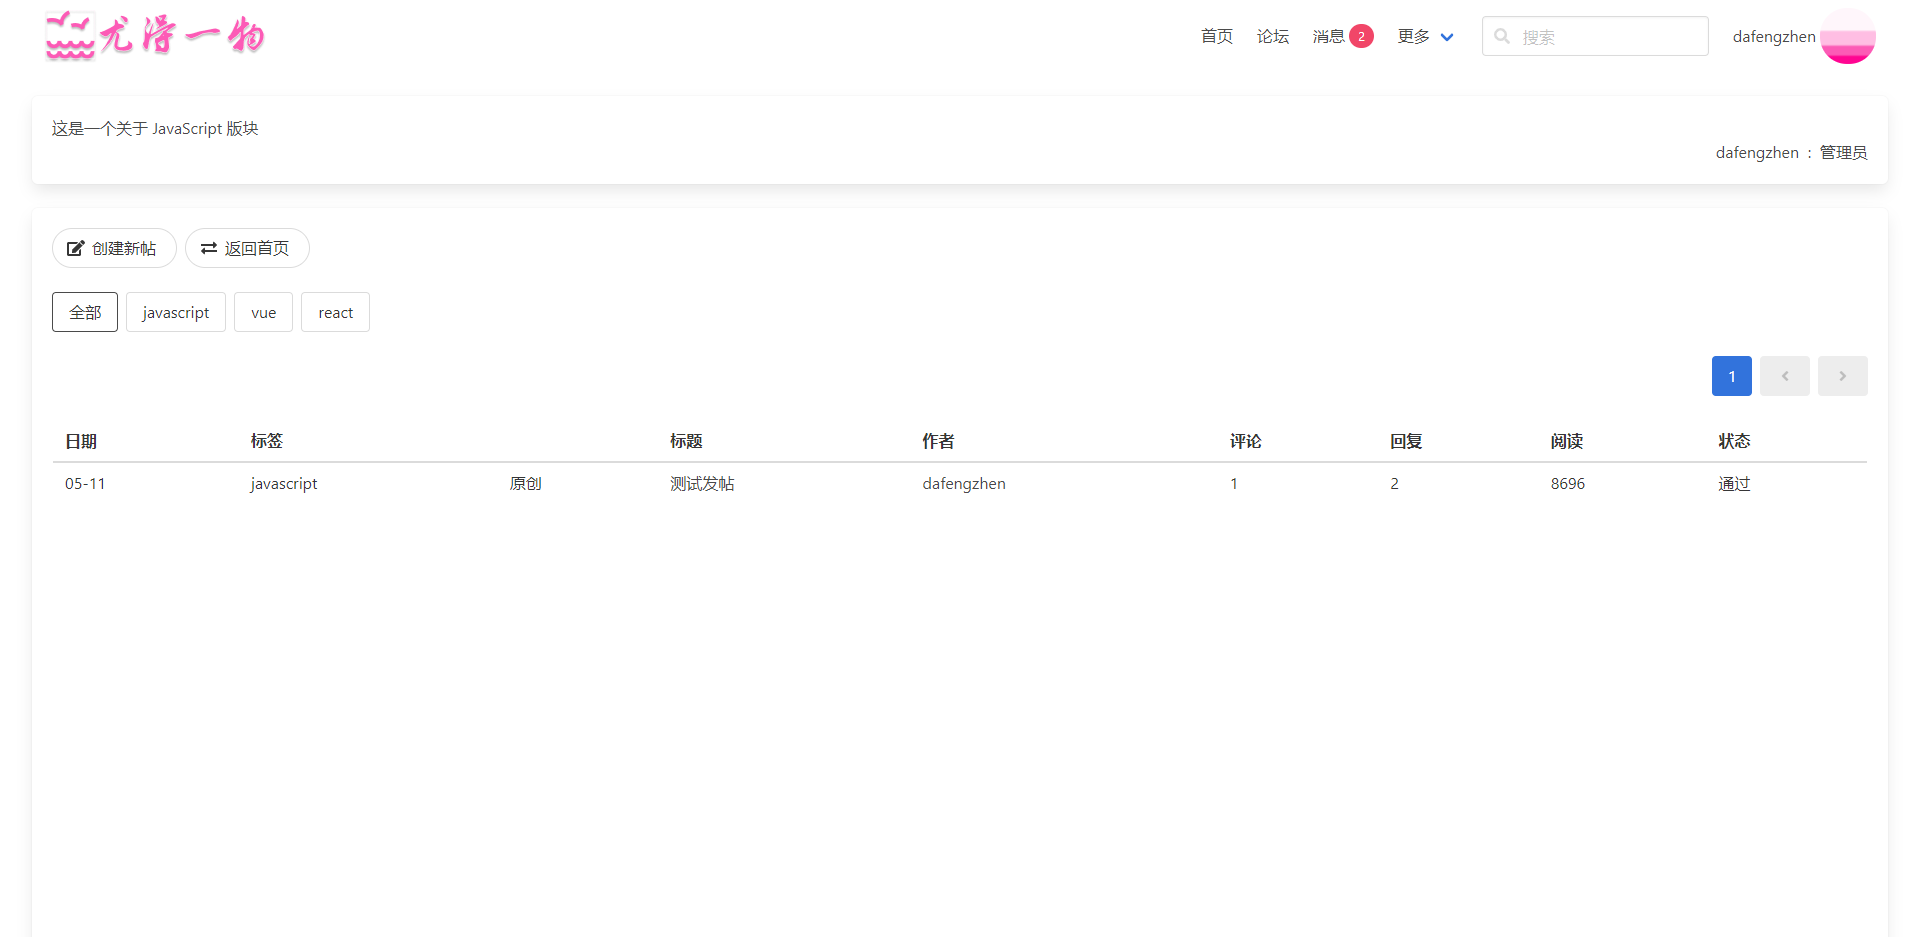 尤得一物 首页 论坛 消息 2 更多 搜索 dafengzhen
这是一个关于 JavaScript 版块
dafengzhen : 管理员
创建新帖 返回首页
全部 javascript vue react
1
日期 标签 标题 作者 评论 回复 阅读 状态
05-11 javascript 原创 测试发帖 dafengzhen 1 2 8696 通过